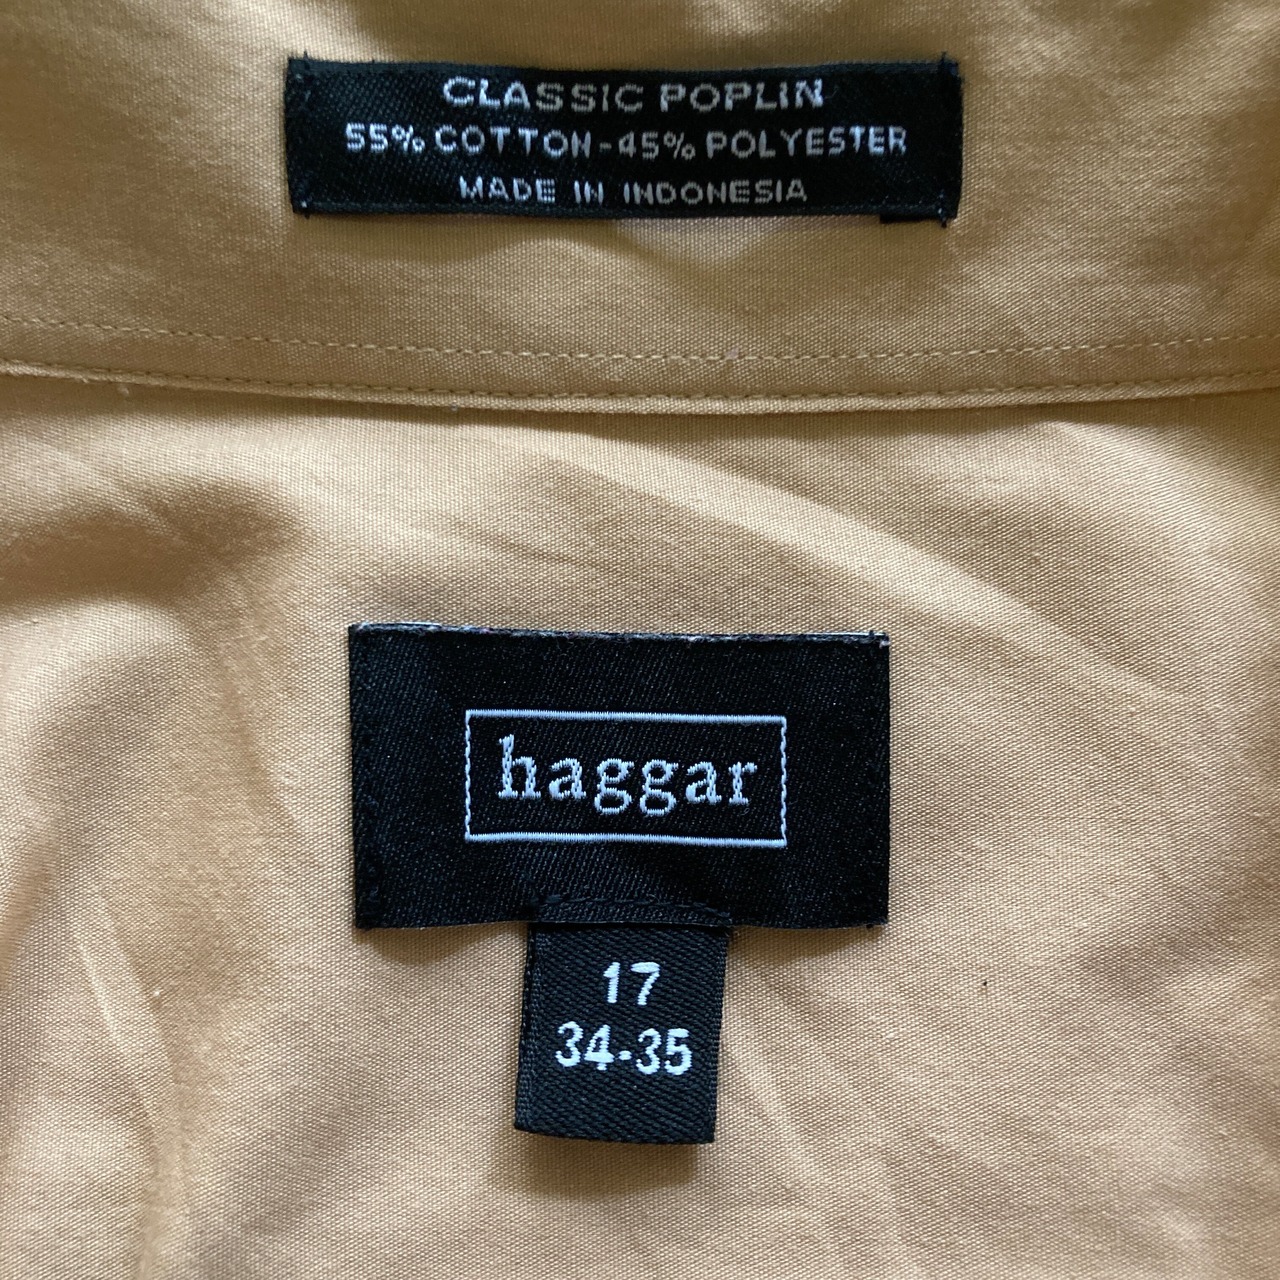 CLASSIC POPLIN
55% COTTON-45% POLYESTER
MADE IN INDONESIA
haggar
17
34-35